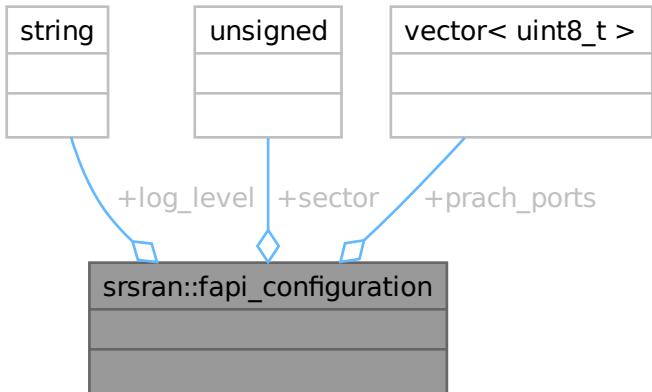 string
unsigned
vector< uint8_t >
+log_level
+sector
+prach_ports
srsran::fapi_configuration